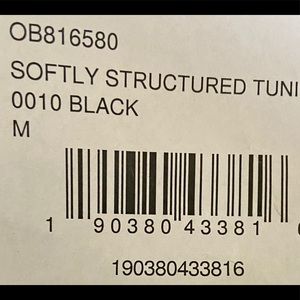 OB816580
SOFTLY STRUCTURED TUNI
0010 BLACK
M
1 90380 43381
190380433816